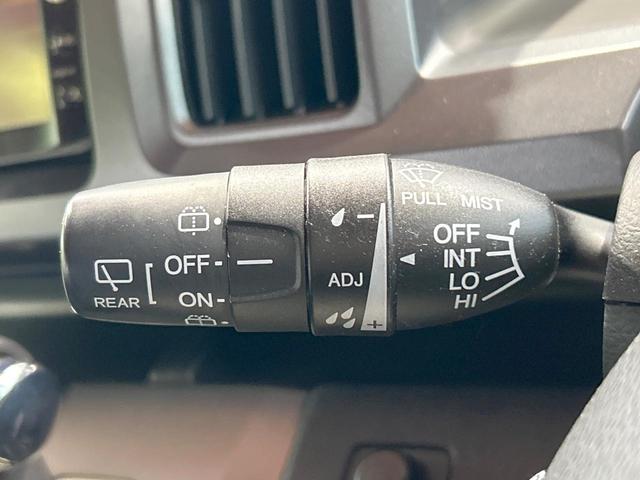 PULL MIST
OFF
INT
LO
HI
ADJ
- 
+
OFF
ON
REAR